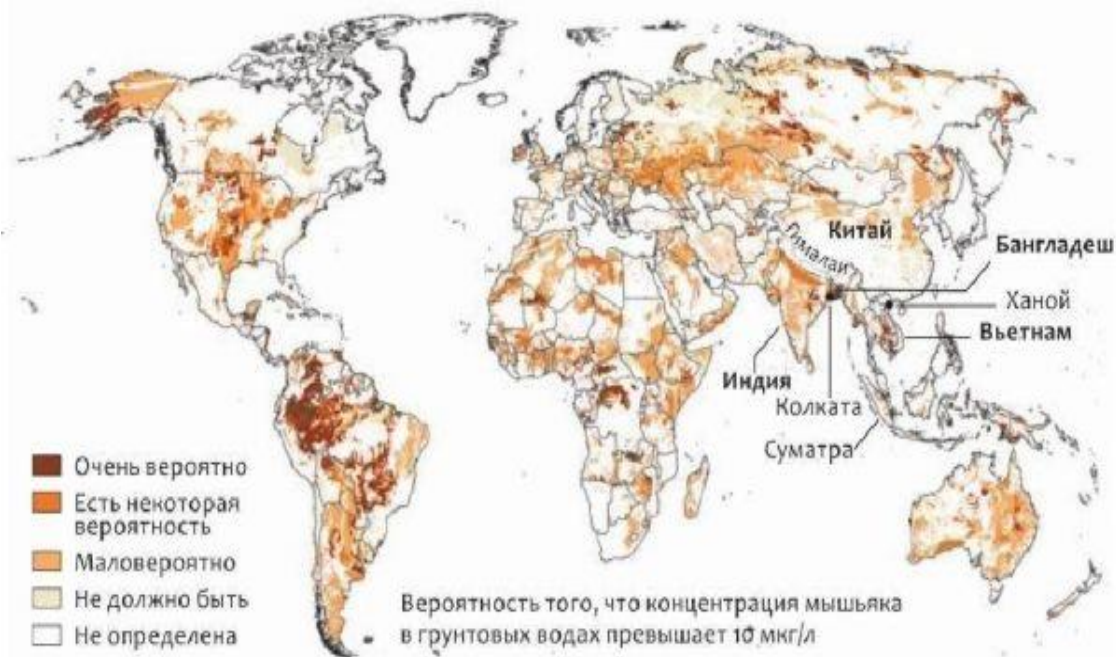 Гималаи
Китай
Бангладеш
Ханой
Вьетнам
Индия
Колката
Суматра
Очень вероятно
Есть некоторая
вероятность
Маловероятно
Не должно быть
Не определена
Вероятность того, что концентрация мышьяка
в грунтовых водах превышает 10 мкг/л